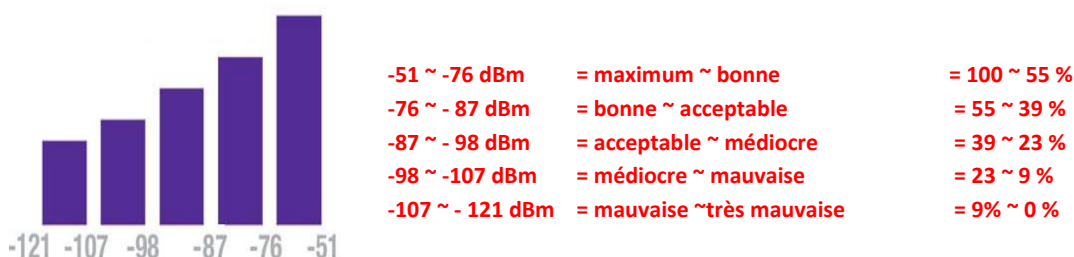 -51 ~ -76 dBm = maximum ~ bonne = 100 ~ 55 %
-76 ~ - 87 dBm = bonne ~ acceptable = 55 ~ 39 %
-87 ~ - 98 dBm = acceptable ~ médiocre = 39 ~ 23 %
-98 ~ -107 dBm = médiocre ~ mauvaise = 23 ~ 9 %
-107 ~ - 121 dBm = mauvaise ~très mauvaise = 9% ~ 0 %
-121 -107 -98 -87 -76 -51